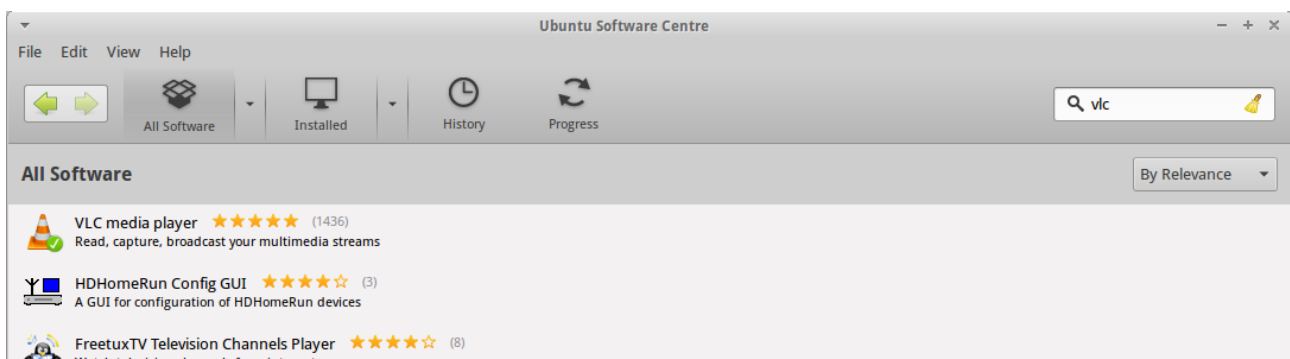 Ubuntu Software Centre
File Edit View Help
All Software Installed History Progress
vlc
All Software
By Relevance
VLC media player (1436)
Read, capture, broadcast your multimedia streams
HDHomeRun Config GUI (3)
A GUI for configuration of HDHomeRun devices
FreetuxTV Television Channels Player (8)